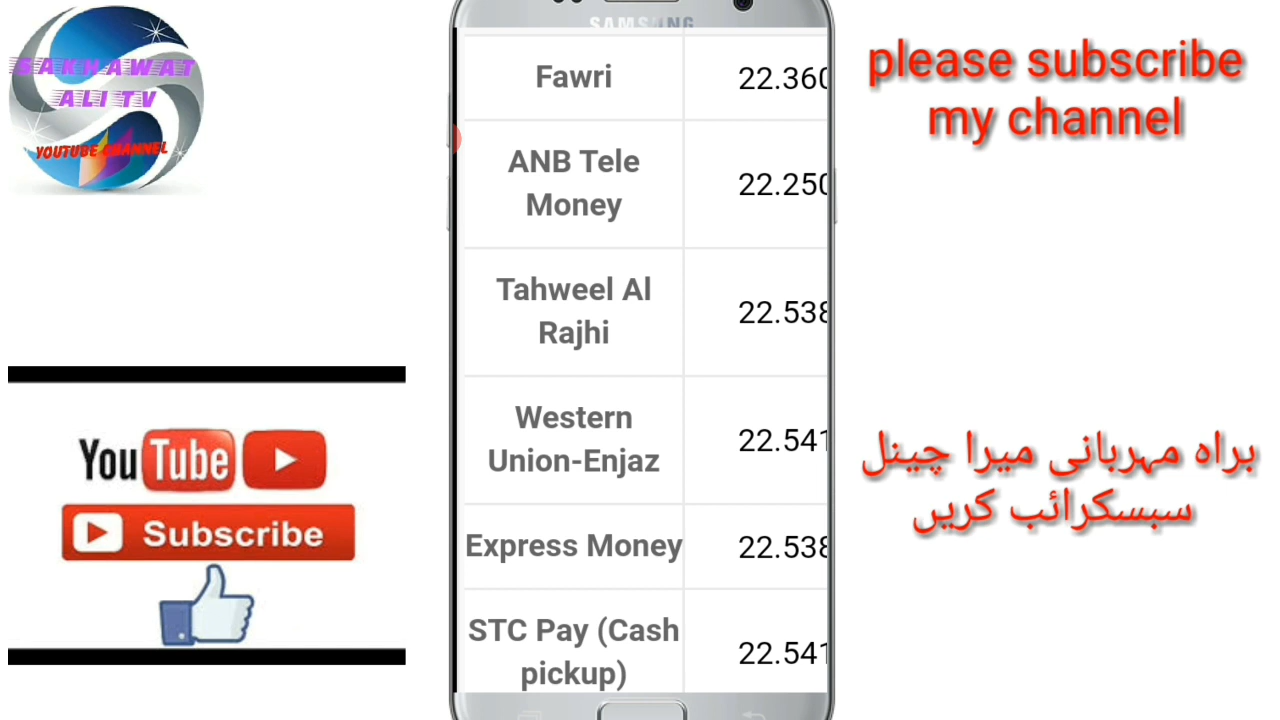 SAKHAWAT
ALI TV
YOUTUBE CHANNEL
SAMSUNG
Fawri 22.360
ANB Tele
Money 22.250
Tahweel Al
Rajhi 22.538
Western
Union-Enjaz 22.541
Express Money 22.538
STC Pay (Cash
pickup) 22.541
please subscribe
my channel
YouTube
Subscribe
براہ مہربانی میرا چینل
سبسکرائب کریں